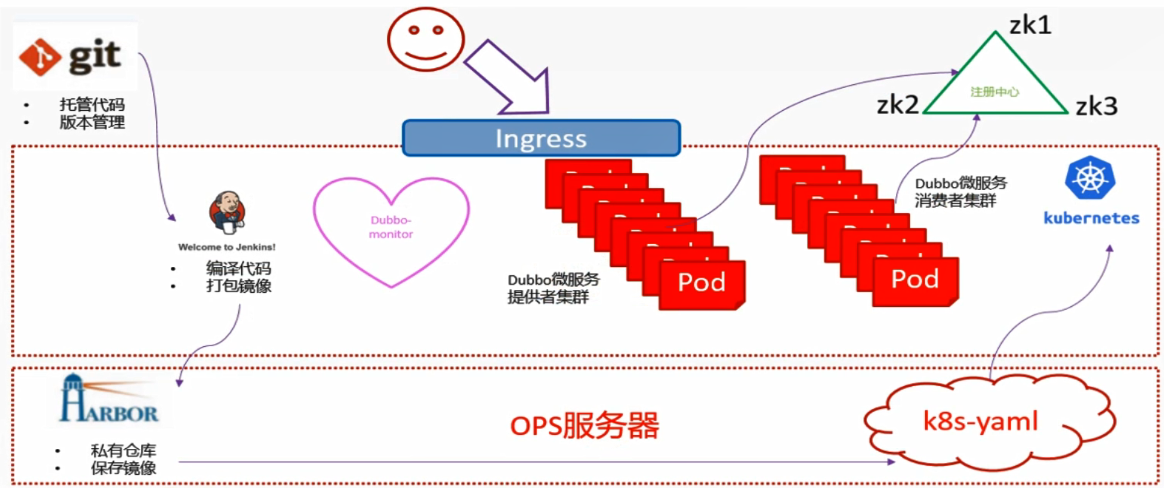 git
托管代码
版本管理
zk1
注册中心
zk2
zk3
Ingress
Welcome to Jenkins!
编译代码
打包镜像
Dubbo-
monitor
Dubbo微服务
提供者集群
Pod
Dubbo微服务
消费者集群
Pod
kubernetes
HARBOR
私有仓库
保存镜像
OPS服务器
k8s-yaml